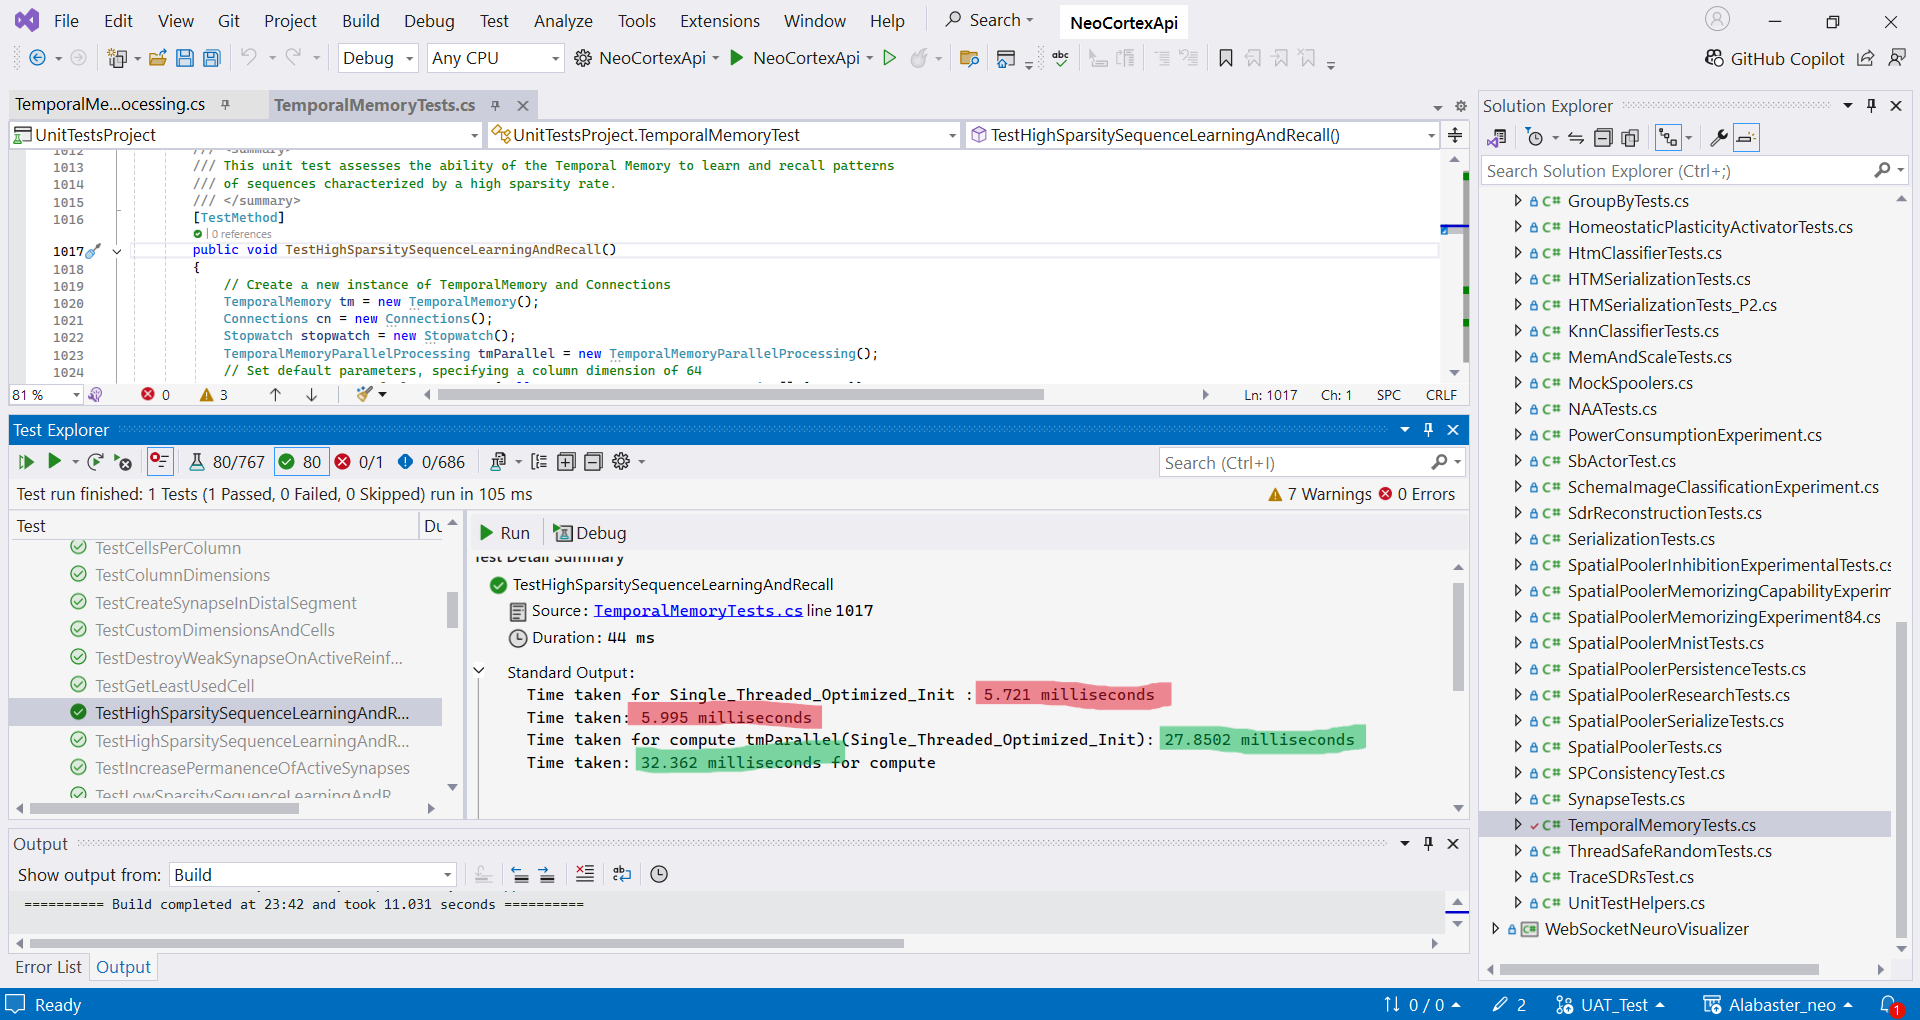 File Edit View Git Project Build Debug Test Analyze Tools Extensions Window Help Search NeoCortexApi
Debug Any CPU NeoCortexApi NeoCortexApi GitHub Copilot
TemporalMe...ocessing.cs TemporalMemoryTests.cs
UnitTestsProject UnitTestsProject.TemporalMemoryTest TestHighSparsitySequenceLearningAndRecall()
1012 /// <summary>
1013 /// This unit test assesses the ability of the Temporal Memory to learn and recall patterns
1014 /// of sequences characterized by a high sparsity rate.
1015 /// </summary>
1016 [TestMethod]
0 references
1017 public void TestHighSparsitySequenceLearningAndRecall()
1018 {
1019 // Create a new instance of TemporalMemory and Connections
1020 TemporalMemory tm = new TemporalMemory();
1021 Connections cn = new Connections();
1022 Stopwatch stopwatch = new Stopwatch();
1023 TemporalMemoryParallelProcessing tmParallel = new TemporalMemoryParallelProcessing();
1024 // Set default parameters, specifying a column dimension of 64
81 % 0 3 Ln: 1017 Ch: 1 SPC CRLF
Test Explorer
80/767 80 0/1 0/686 Search (Ctrl+I)
Test run finished: 1 Tests (1 Passed, 0 Failed, 0 Skipped) run in 105 ms 7 Warnings 0 Errors
Test Du
TestCellsPerColumn
TestColumnDimensions
TestCreateSynapseInDistalSegment
TestCustomDimensionsAndCells
TestDestroyWeakSynapseOnActiveReinf...
TestGetLeastUsedCell
TestHighSparsitySequenceLearningAndR...
TestHighSparsitySequenceLearningAndR...
TestIncreasePermanenceOfActiveSynapses
TestLowSparsitySequenceLearningAndR
Run Debug
Test Detail Summary
TestHighSparsitySequenceLearningAndRecall
Source: TemporalMemoryTests.cs line 1017
Duration: 44 ms
Standard Output:
Time taken for Single_Threaded_Optimized_Init : 5.721 milliseconds
Time taken: 5.995 milliseconds
Time taken for compute tmParallel(Single_Threaded_Optimized_Init): 27.8502 milliseconds
Time taken: 32.362 milliseconds for compute
Output
Show output from: Build
========== Build completed at 23:42 and took 11.031 seconds ==========
Error List Output
Solution Explorer
Search Solution Explorer (Ctrl+;)
C# GroupByTests.cs
C# HomeostaticPlasticityActivatorTests.cs
C# HtmClassifierTests.cs
C# HTMSerializationTests.cs
C# HTMSerializationTests_P2.cs
C# KnnClassifierTests.cs
C# MemAndScaleTests.cs
C# MockSpoolers.cs
C# NAATests.cs
C# PowerConsumptionExperiment.cs
C# SbActorTest.cs
C# SchemaImageClassificationExperiment.cs
C# SdrReconstructionTests.cs
C# SerializationTests.cs
C# SpatialPoolerInhibitionExperimentalTests.cs
C# SpatialPoolerMemorizingCapabilityExperim
C# SpatialPoolerMemorizingExperiment84.cs
C# SpatialPoolerMnistTests.cs
C# SpatialPoolerPersistenceTests.cs
C# SpatialPoolerResearchTests.cs
C# SpatialPoolerSerializeTests.cs
C# SpatialPoolerTests.cs
C# SPConsistencyTest.cs
C# SynapseTests.cs
C# TemporalMemoryTests.cs
C# ThreadSafeRandomTests.cs
C# TraceSDRsTest.cs
C# UnitTestHelpers.cs
C# WebSocketNeuroVisualizer
Ready 0 / 0 2 UAT_Test Alabaster_neo 1